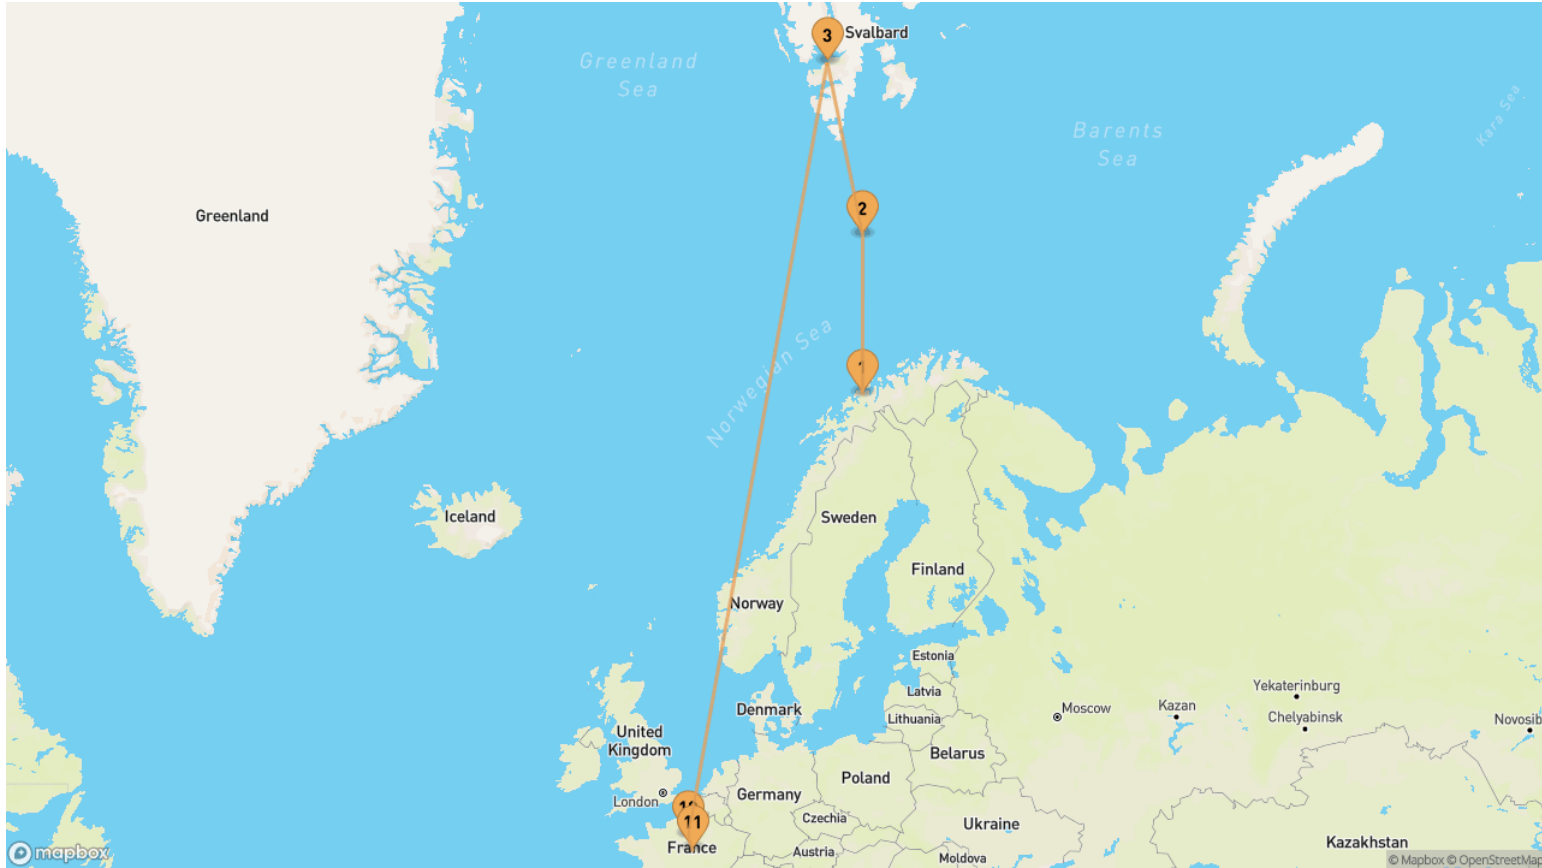 3
Svalbard
Greenland
Sea
Kara Sea
Barents
Sea
2
Greenland
Norwegian Sea
Iceland
Sweden
Finland
Norway
Estonia
Latvia
Lithuania
Denmark
Moscow
Kazan
Yekaterinburg
Chelyabinsk
Novosib
United
Kingdom
Belarus
Poland
London
Germany
11
Czechia
Ukraine
France
Austria
Moldova
Kazakhstan
mapbox
© Mapbox © OpenStreetMap